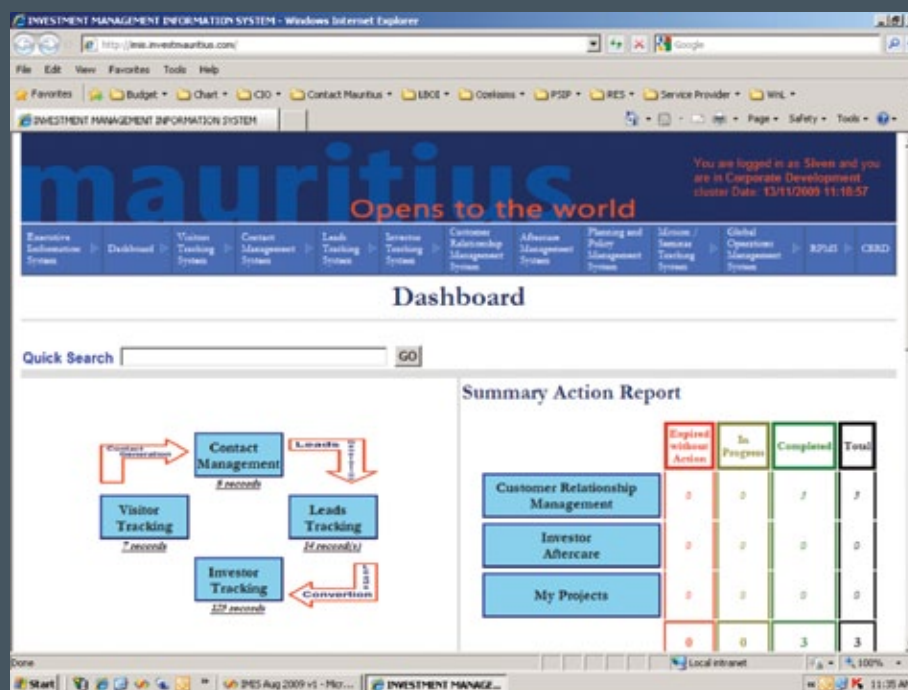 INVESTMENT MANAGEMENT INFORMATION SYSTEM - Windows Internet Explorer
http://imis.investmauritius.com/
Google
File Edit View Favorites Tools Help
Favorites Budget Chart CIO Contact Mauritius PSIP RES Service Provider
INVESTMENT MANAGEMENT INFORMATION SYSTEM
Page Safety Tools
mauritius
Opens to the world
You are logged in as Silven and you
are in Corporate Development
cluster Date: 13/11/2009 11:18:57
Executive Information System
Dashboard
Visitors Tracking System
Contact Management System
Leads Tracking System
Investor Tracking System
Customer Relationship Management System
Aftercare Management System
Planning and Policy Management System
Mission / Seminar Tracking System
Global Operations Management System
CBRD
Dashboard
Quick Search
GO
Summary Action Report
Contact Generation
Contact
Management
8 records
Leads
Visitor
Tracking
7 records
Leads
Tracking
14 record(s)
Investor
Tracking
Convertion
Expired without Action
In Progress
Completed
Total
Customer Relationship
Management
0 0 3 3
Investor
Aftercare
0 0 0 0
My Projects
0 0 0 0
0 0 3 3
Done
Local intranet
100%
Start
IMIS Aug 2009 v1 - Micr...
INVESTMENT MANAGE...
11:35 AM